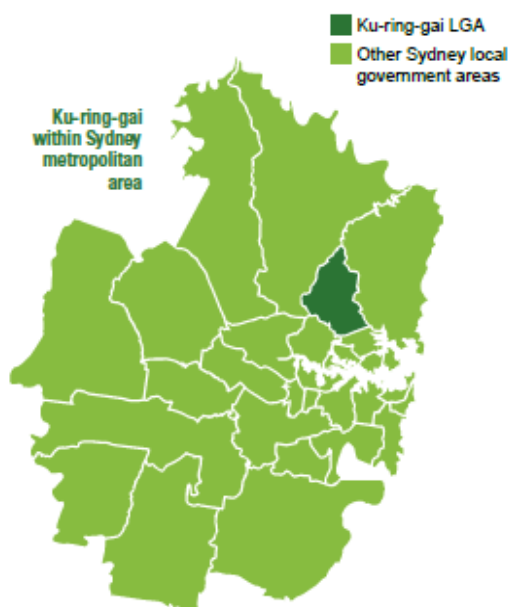 Ku-ring-gai LGA
Other Sydney local
government areas
Ku-ring-gai
within Sydney
metropolitan
area